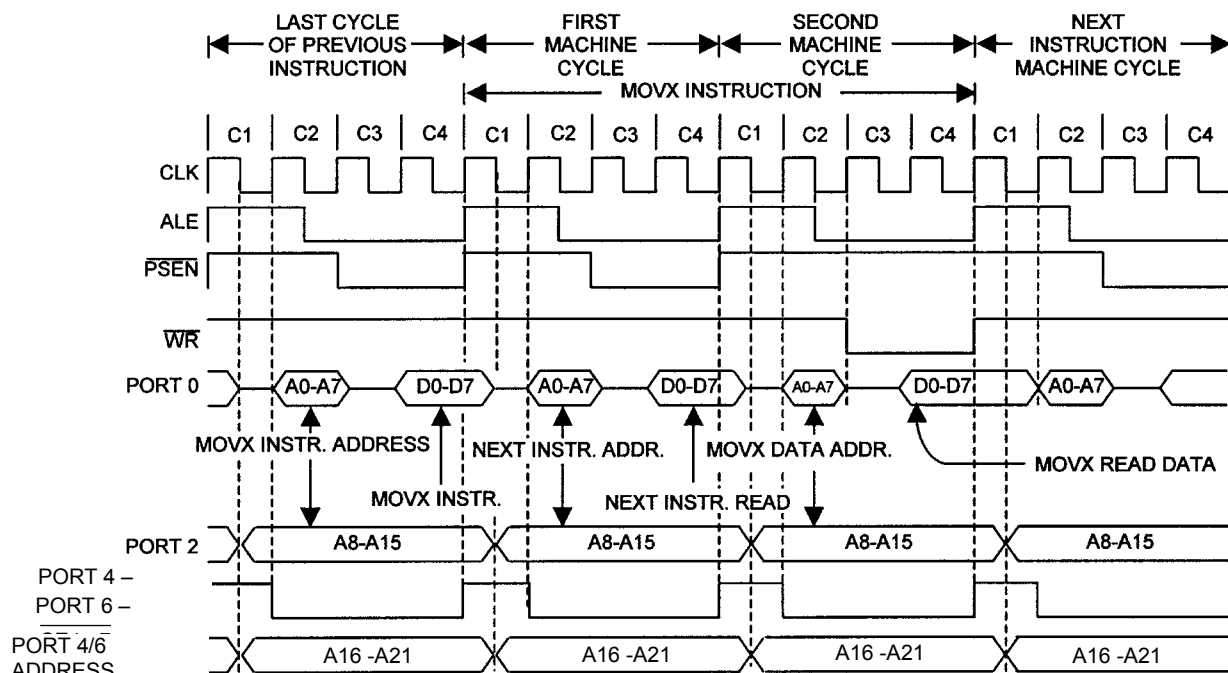 LAST CYCLE
OF PREVIOUS
INSTRUCTION
FIRST
MACHINE
CYCLE
SECOND
MACHINE
CYCLE
NEXT
INSTRUCTION
MACHINE CYCLE
MOVX INSTRUCTION
C1 C2 C3 C4 C1 C2 C3 C4 C1 C2 C3 C4 C1 C2 C3 C4
CLK
ALE
PSEN
WR
PORT 0 A0-A7 D0-D7 A0-A7 D0-D7 A0-A7 D0-D7 A0-A7
MOVX INSTR. ADDRESS
NEXT INSTR. ADDR.
MOVX DATA ADDR.
MOVX READ DATA
MOVX INSTR.
NEXT INSTR. READ
PORT 2 A8-A15 A8-A15 A8-A15 A8-A15
PORT 4 –
PORT 6 –
PORT 4/6
ADDRESS
A16 -A21 A16 -A21 A16 -A21 A16 -A21